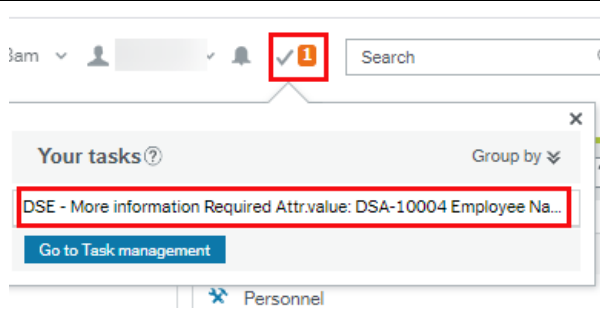 1
Search
Your tasks?
Group by
DSE - More information Required Attr.value: DSA-10004 Employee Na...
Go to Task management
Personnel